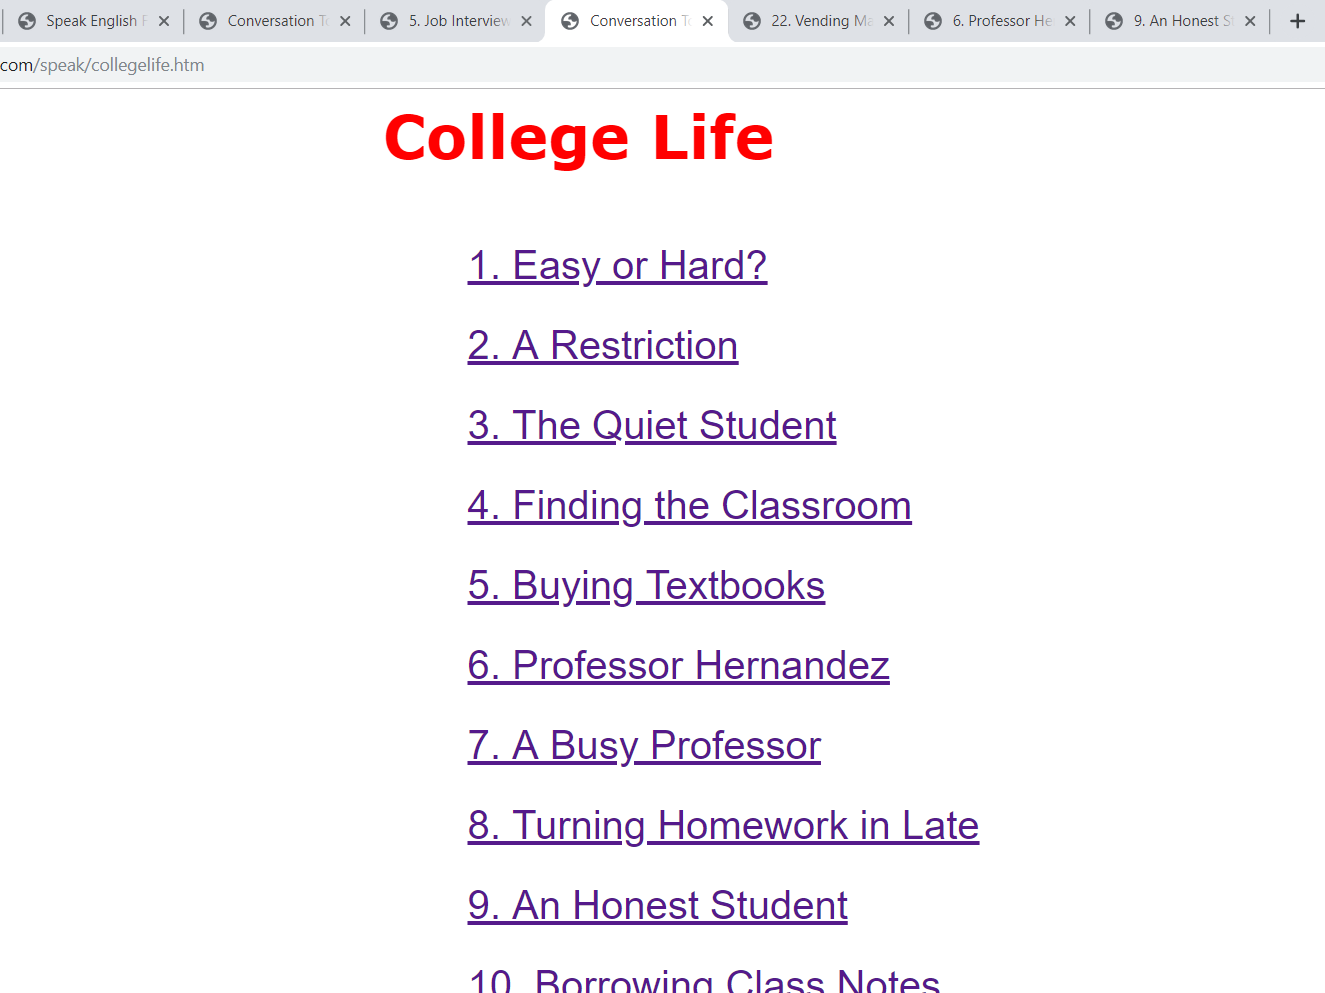 Speak English F
Conversation To
5. Job Interview
Conversation To
22. Vending Ma
6. Professor He
9. An Honest S
com/speak/collegelife.htm
College Life
1. Easy or Hard?
2. A Restriction
3. The Quiet Student
4. Finding the Classroom
5. Buying Textbooks
6. Professor Hernandez
7. A Busy Professor
8. Turning Homework in Late
9. An Honest Student
10. Borrowing Class Notes